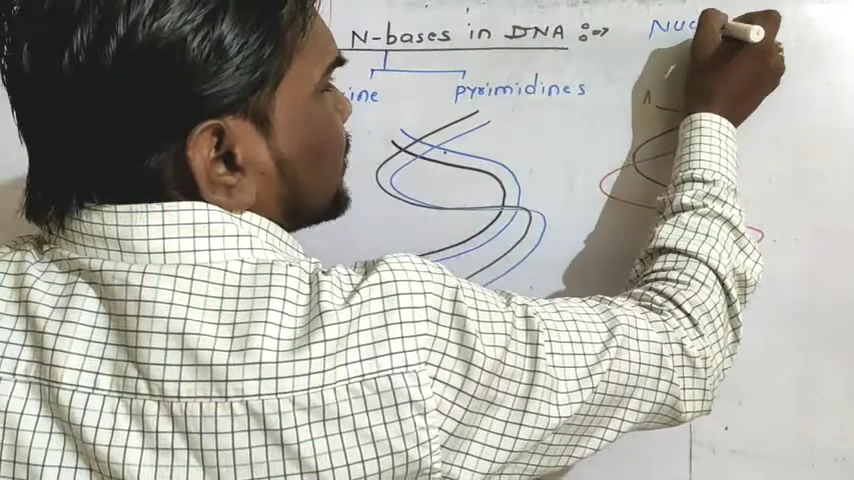 N-bases in DNA :→
Nuc
ine
pyrimidines